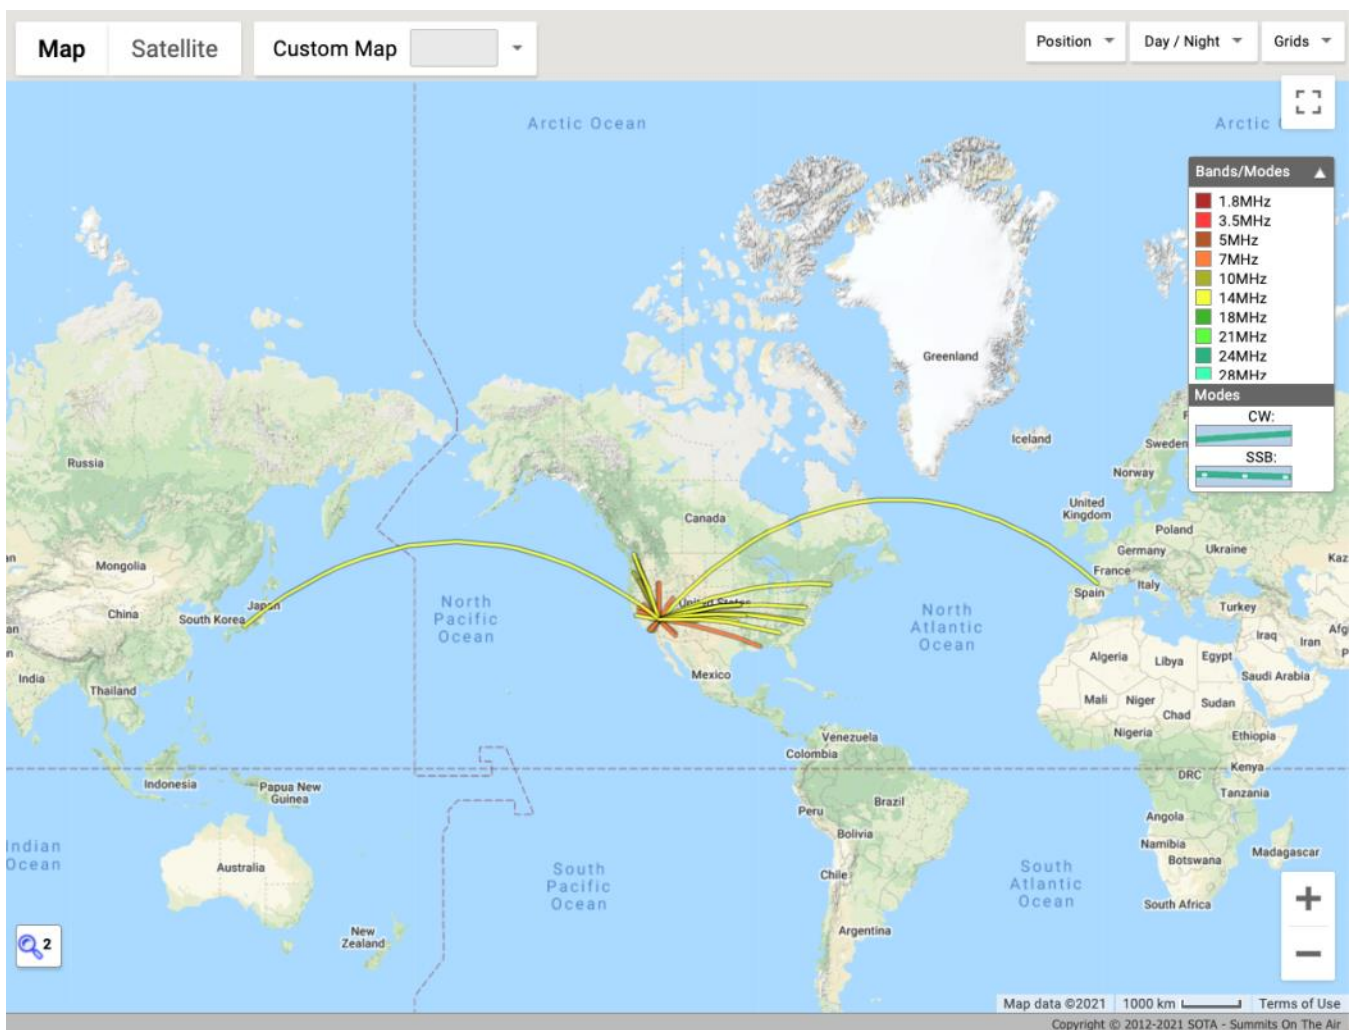 Map
Satellite
Custom Map
Position
Day / Night
Grids
Arctic Ocean
Arctic
Bands/Modes
1.8MHz
3.5MHz
5MHz
7MHz
10MHz
14MHz
18MHz
21MHz
24MHz
28MHz
Modes
CW:
SSB:
Greenland
Iceland
Sweden
Norway
Russia
Canada
United
Kingdom
Poland
Germany
Ukraine
Kaz
France
Italy
Spain
Mongolia
Japan
China
South Korea
North
Pacific
Ocean
United States
North
Atlantic
Ocean
Turkey
Iraq
Iran
Afg
Algeria
Libya
Egypt
Saudi Arabia
India
Thailand
Mexico
Mali
Niger
Chad
Sudan
Nigeria
Ethiopia
Venezuela
Colombia
Indonesia
Papua New
Guinea
DRC
Kenya
Tanzania
Peru
Brazil
Angola
Bolivia
Namibia
Botswana
Madagascar
Indian
Ocean
Australia
South
Pacific
Ocean
Chile
South
Atlantic
Ocean
South Africa
New
Zealand
Argentina
2
+
−
Map data ©2021
1000 km
Terms of Use
Copyright © 2012-2021 SOTA - Summits On The Air